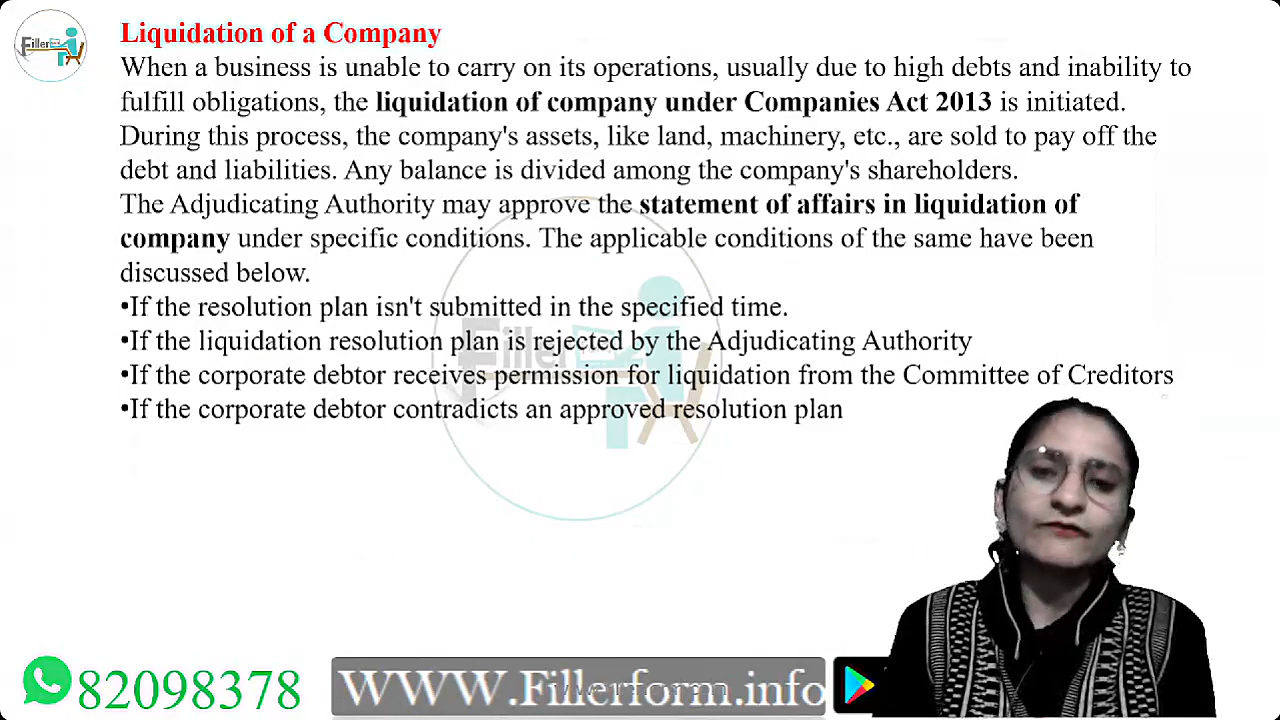 Liquidation of a Company
When a business is unable to carry on its operations, usually due to high debts and inability to
fulfill obligations, the liquidation of company under Companies Act 2013 is initiated.
During this process, the company's assets, like land, machinery, etc., are sold to pay off the
debt and liabilities. Any balance is divided among the company's shareholders.
The Adjudicating Authority may approve the statement of affairs in liquidation of
company under specific conditions. The applicable conditions of the same have been
discussed below.
•If the resolution plan isn't submitted in the specified time.
•If the liquidation resolution plan is rejected by the Adjudicating Authority
•If the corporate debtor receives permission for liquidation from the Committee of Creditors
•If the corporate debtor contradicts an approved resolution plan
Filler
Filler
82098378
WWW.Fillerform.info